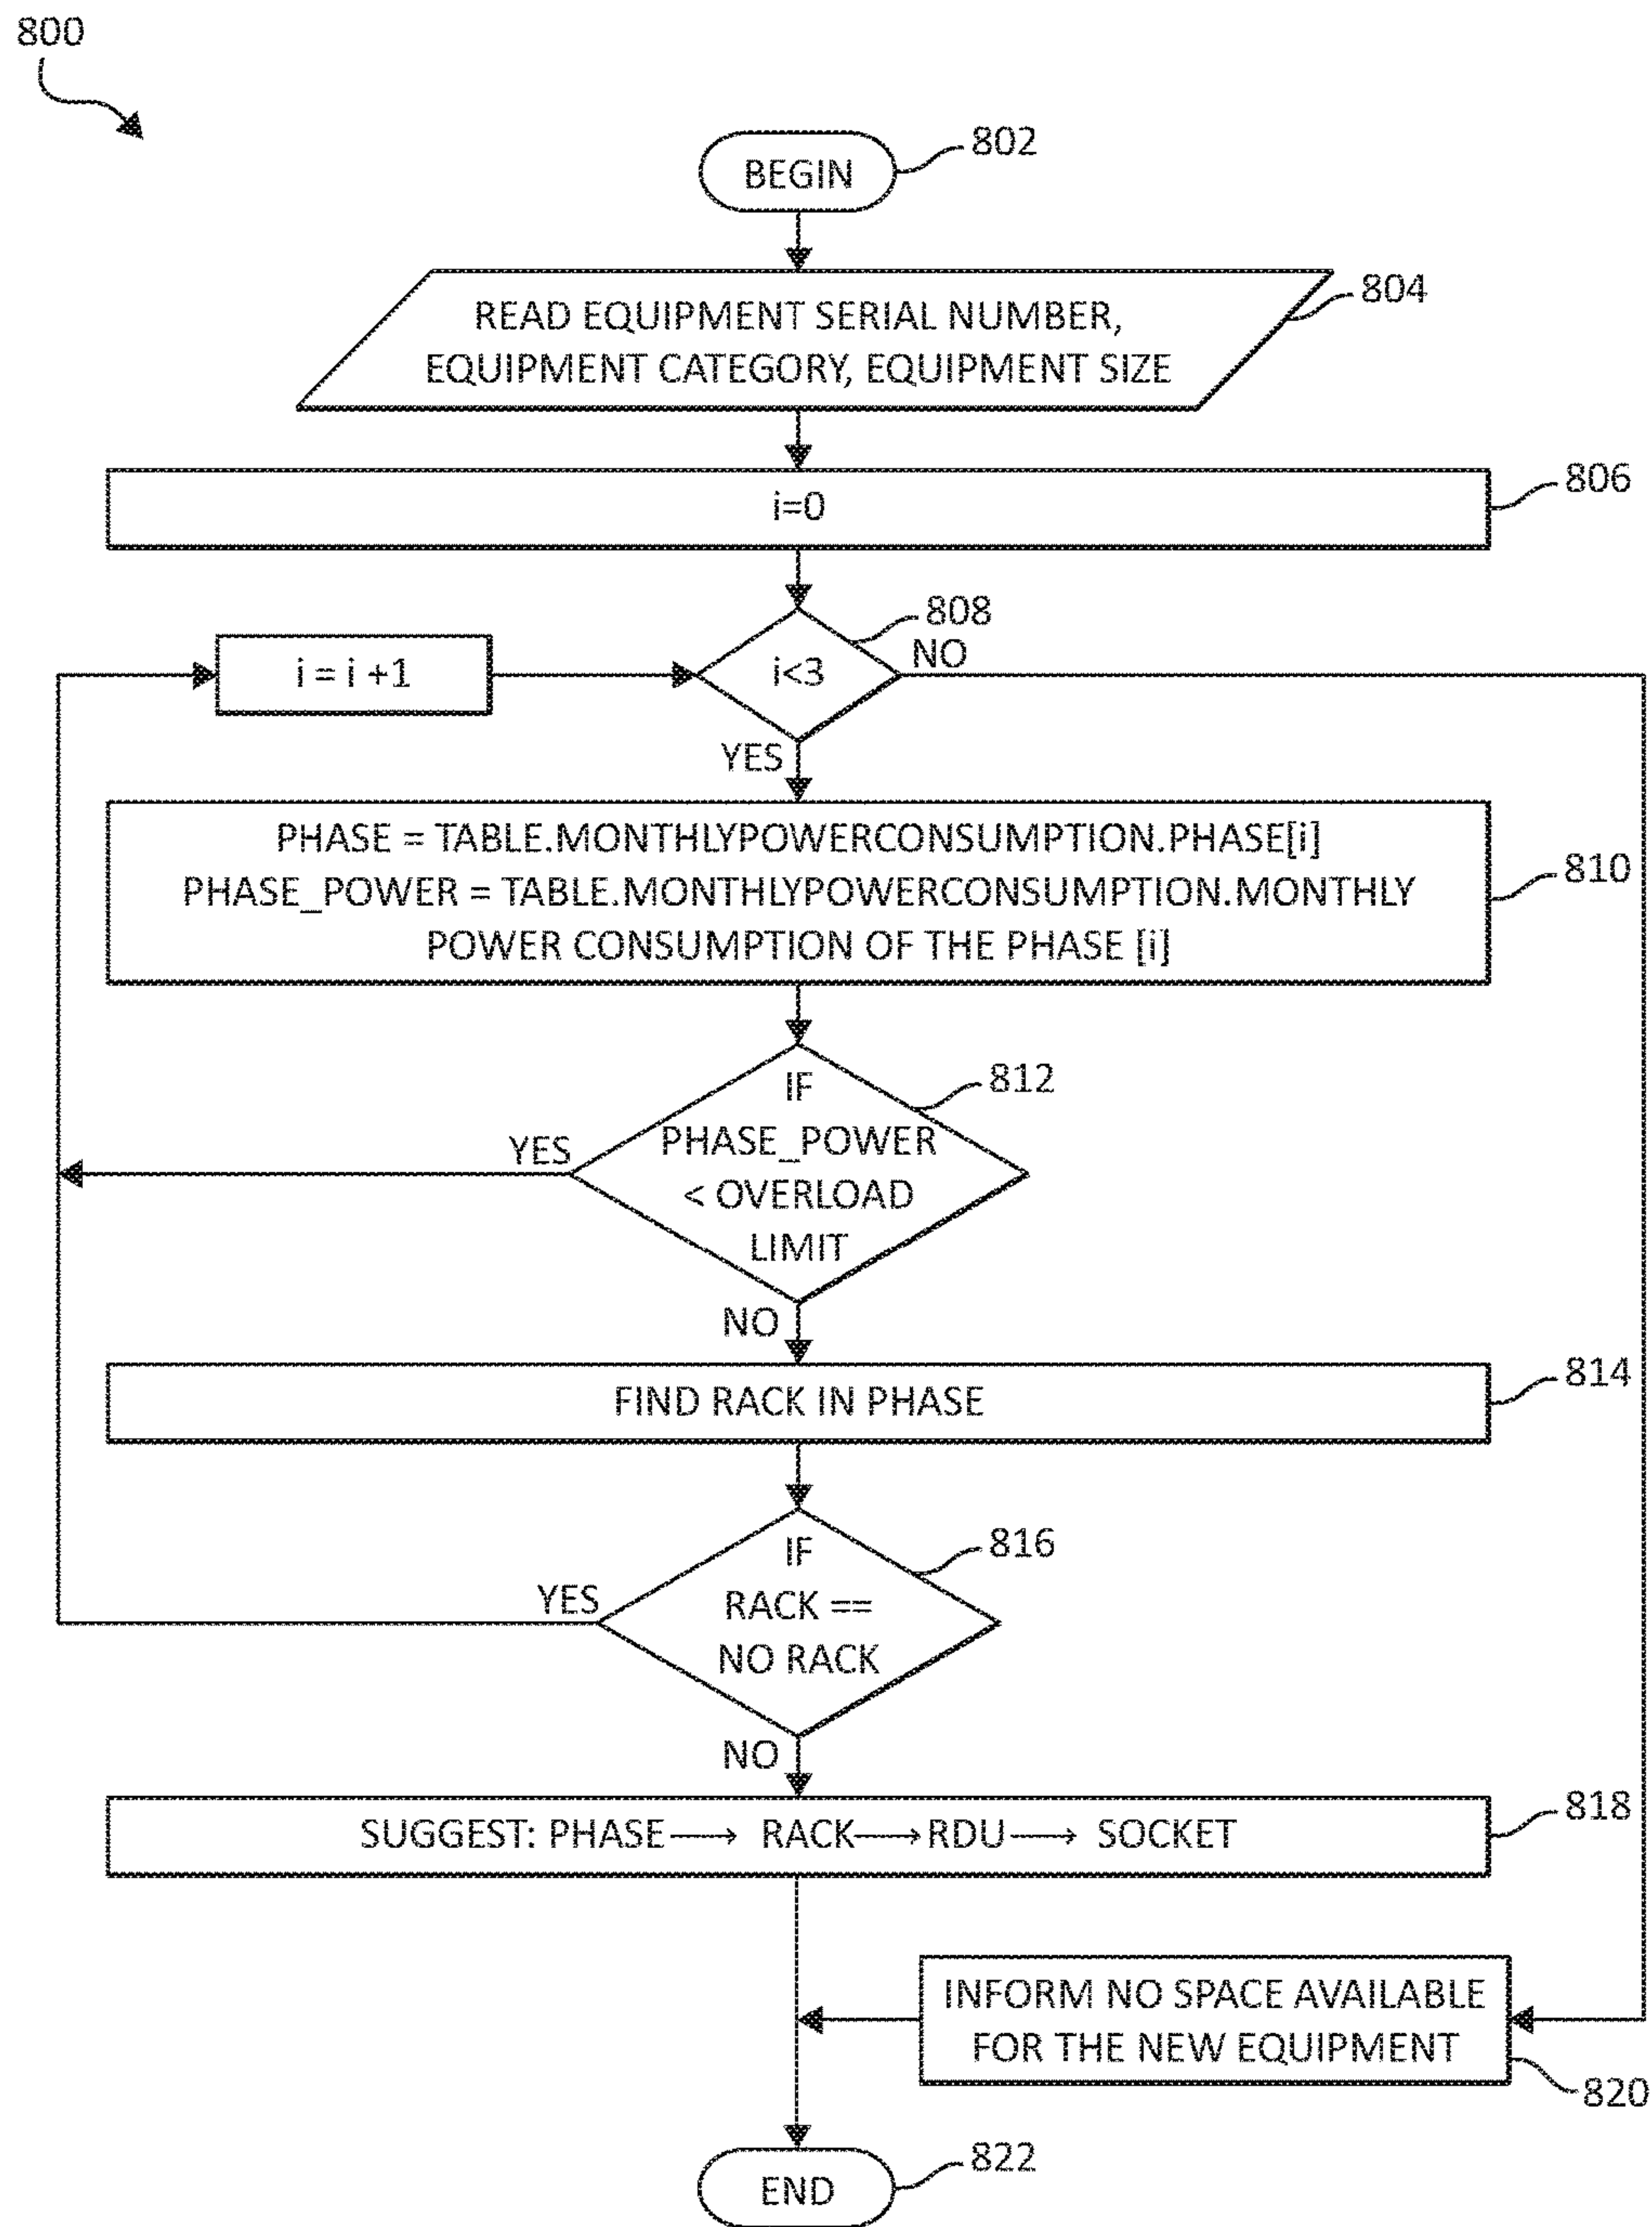 800
BEGIN
802
READ EQUIPMENT SERIAL NUMBER,
EQUIPMENT CATEGORY, EQUIPMENT SIZE
804
i=0
806
808
i = i +1
i<3
NO
YES
PHASE = TABLE.MONTHLYPOWERCONSUMPTION.PHASE[i]
PHASE_POWER = TABLE.MONTHLYPOWERCONSUMPTION.MONTHLY
POWER CONSUMPTION OF THE PHASE [i]
810
IF
PHASE_POWER
< OVERLOAD
LIMIT
812
YES
NO
FIND RACK IN PHASE
814
IF
RACK ==
NO RACK
816
YES
NO
SUGGEST: PHASE⟶ RACK⟶RDU⟶ SOCKET
818
INFORM NO SPACE AVAILABLE
FOR THE NEW EQUIPMENT
820
END
822